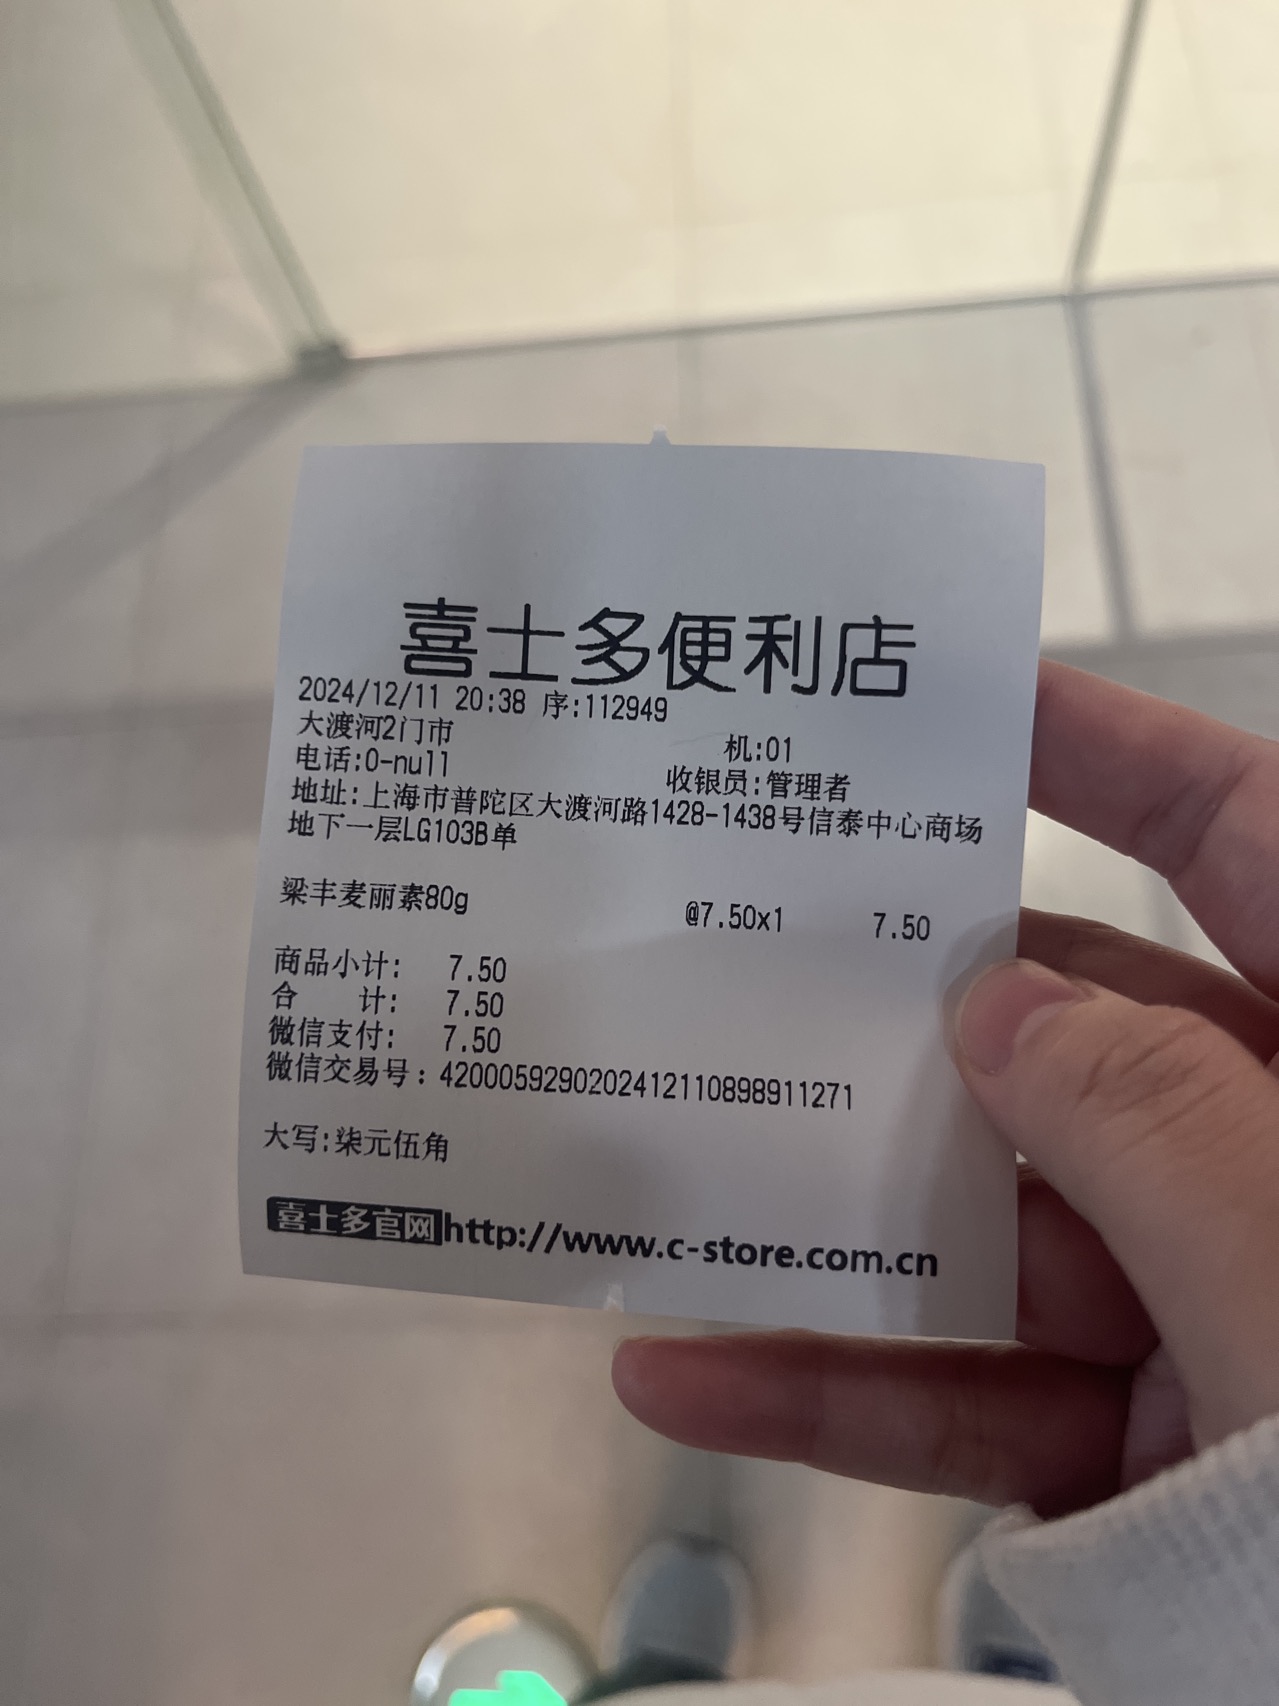 喜士多便利店
2024/12/11 20:38 序:112949
大渡河2门市 机:01
电话:0-null 收银员:管理者
地址:上海市普陀区大渡河路1428-1438号信泰中心商场
地下一层LG103B单
梁丰麦丽素80g @7.50x1 7.50
商品小计: 7.50
合 计: 7.50
微信支付: 7.50
微信交易号:4200059290202412110898911271
大写:柒元伍角
喜士多官网http://www.c-store.com.cn